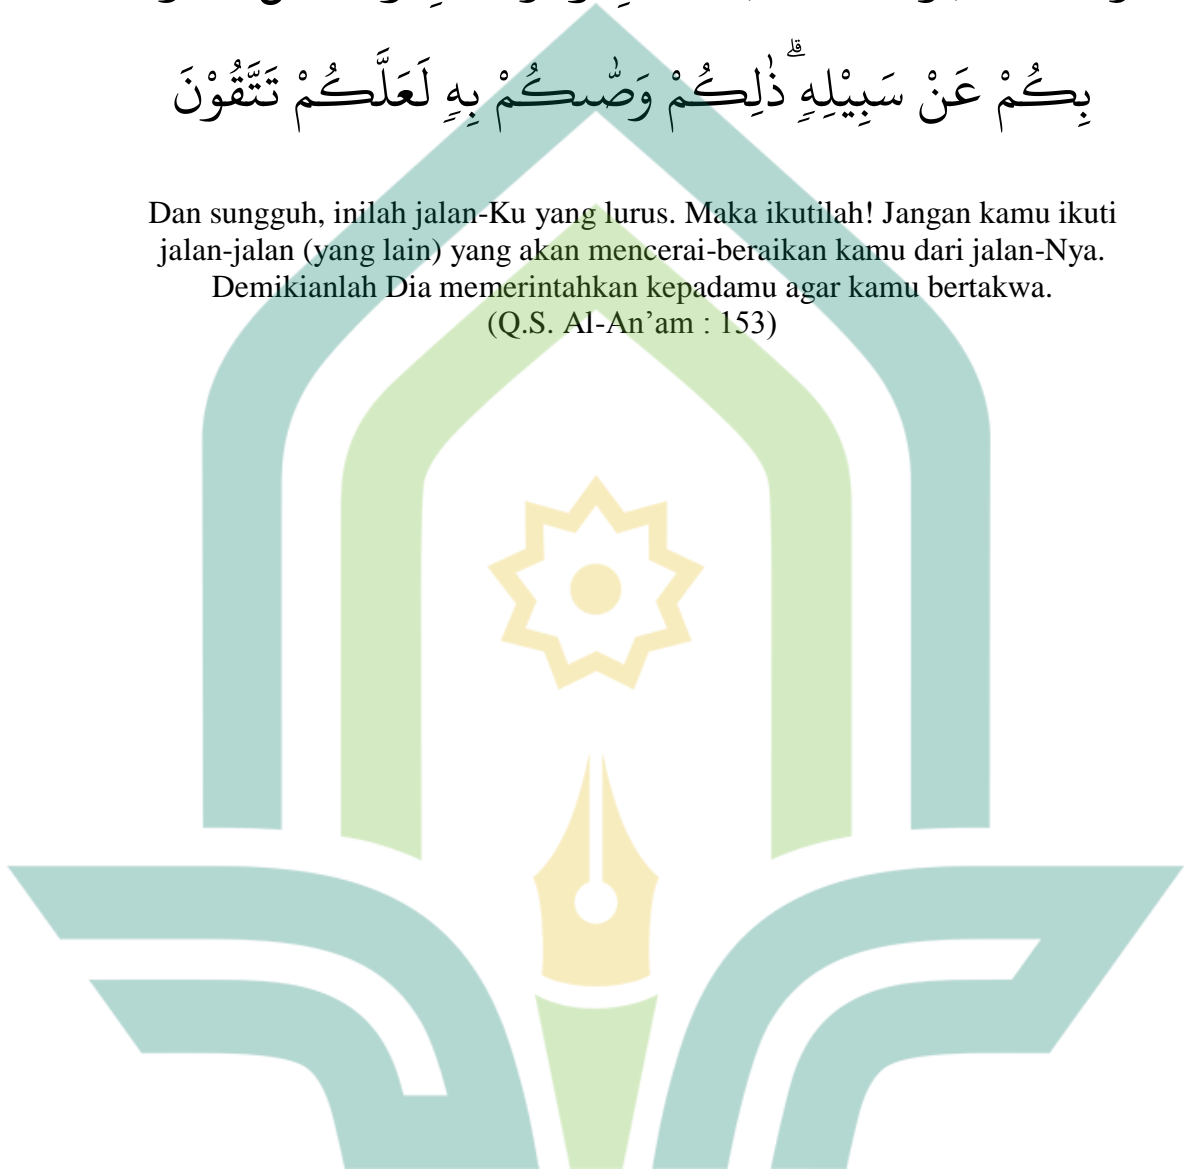 بِكُمْ عَنْ سَبِيْلِهٖ ۗذٰلِكُمْ وَصّٰىكُمْ بِهٖ لَعَلَّكُمْ تَتَّقُوْنَ
Dan sungguh, inilah jalan-Ku yang lurus. Maka ikutilah! Jangan kamu ikuti
jalan-jalan (yang lain) yang akan mencerai-beraikan kamu dari jalan-Nya.
Demikianlah Dia memerintahkan kepadamu agar kamu bertakwa.
(Q.S. Al-An’am : 153)